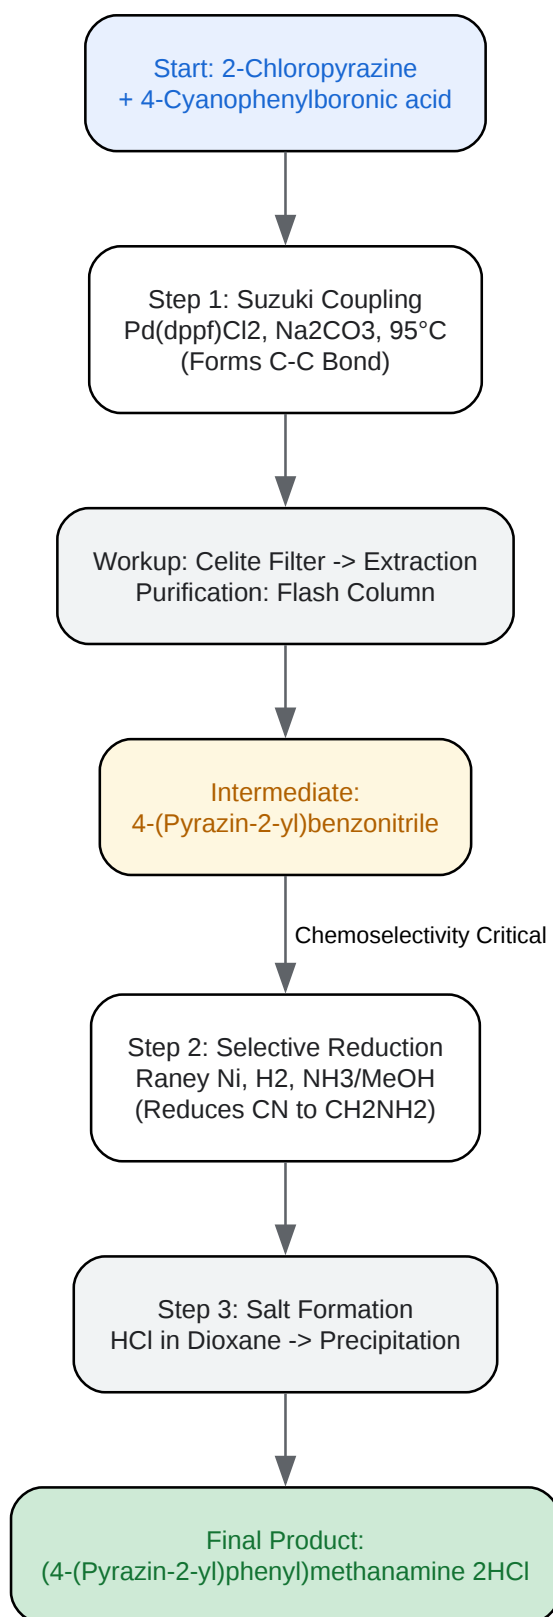 Start: 2-Chloropyrazine
+ 4-Cyanophenylboronic acid
Step 1: Suzuki Coupling
Pd(dppf)Cl2, Na2CO3, 95°C
(Forms C-C Bond)
Workup: Celite Filter -> Extraction
Purification: Flash Column
Intermediate:
4-(Pyrazin-2-yl)benzonitrile
Chemoselectivity Critical
Step 2: Selective Reduction
Raney Ni, H2, NH3/MeOH
(Reduces CN to CH2NH2)
Step 3: Salt Formation
HCl in Dioxane -> Precipitation
Final Product:
(4-(Pyrazin-2-yl)phenyl)methanamine 2HCl